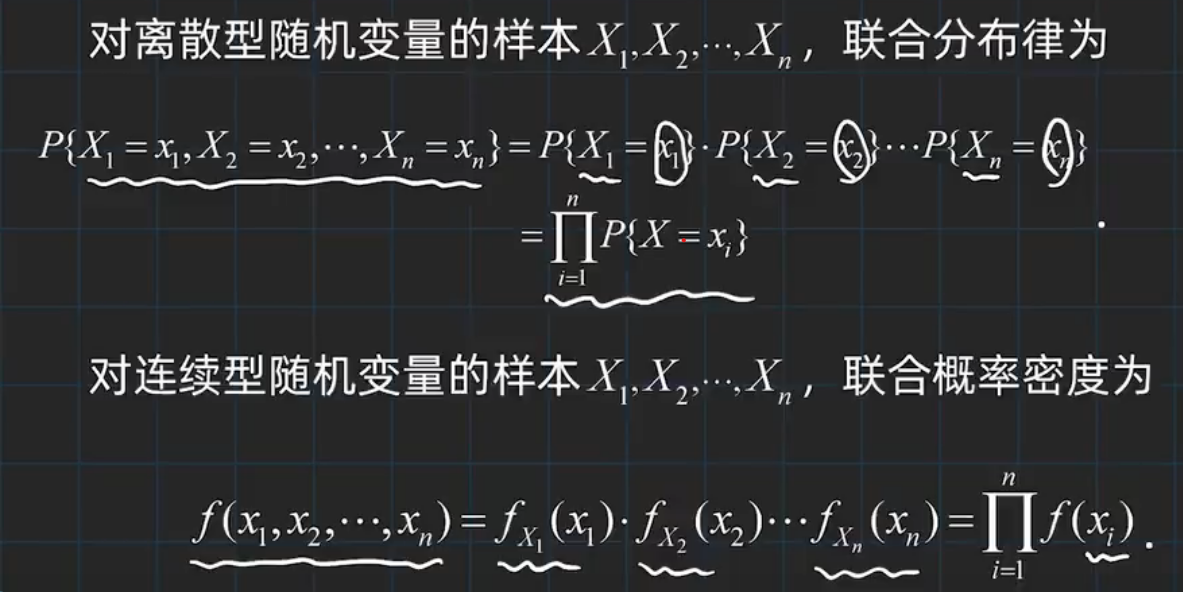 对离散型随机变量的样本 X₁,X₂,⋯,Xₙ，联合分布律为
P{X₁ = x₁, X₂ = x₂,⋯, Xₙ = xₙ} = P{X₁ = x₁}·P{X₂ = x₂}⋯P{Xₙ = xₙ}
= ∏ᵢ₌₁ⁿ P{X = xᵢ}
对连续型随机变量的样本 X₁,X₂,⋯,Xₙ，联合概率密度为
f(x₁,x₂,⋯,xₙ) = f_{X₁}(x₁)·f_{X₂}(x₂)⋯f_{Xₙ}(xₙ) = ∏ᵢ₌₁ⁿ f(xᵢ).